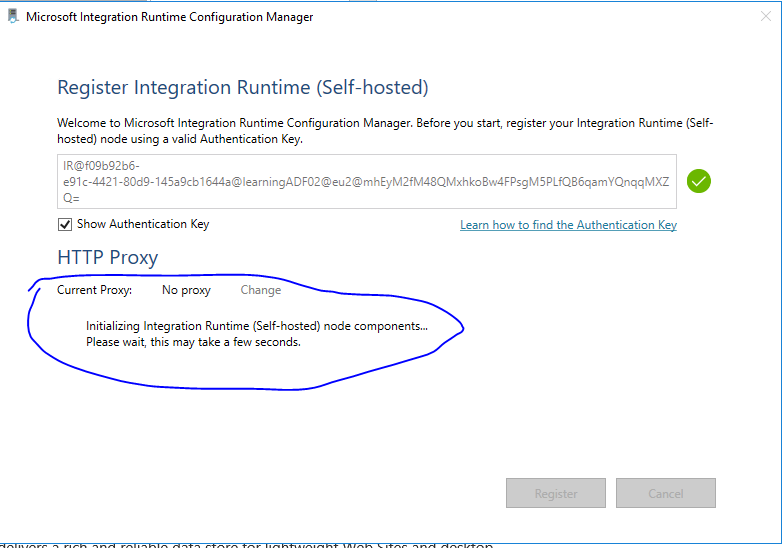 Microsoft Integration Runtime Configuration Manager
Register Integration Runtime (Self-hosted)
Welcome to Microsoft Integration Runtime Configuration Manager. Before you start, register your Integration Runtime (Self-
hosted) node using a valid Authentication Key.
IR@f09b92b6-
e91c-4421-80d9-145a9cb1644a@learningADF02@eu2@mhEyM2fM48QMxhkoBw4FPsgM5PLfQB6qamYQnqqMXZ
Q=
Show Authentication Key
Learn how to find the Authentication Key
HTTP Proxy
Current Proxy: No proxy Change
Initializing Integration Runtime (Self-hosted) node components...
Please wait, this may take a few seconds.
Register Cancel
delivers a rich and reliable data store for lightweight Web Sites and desktop